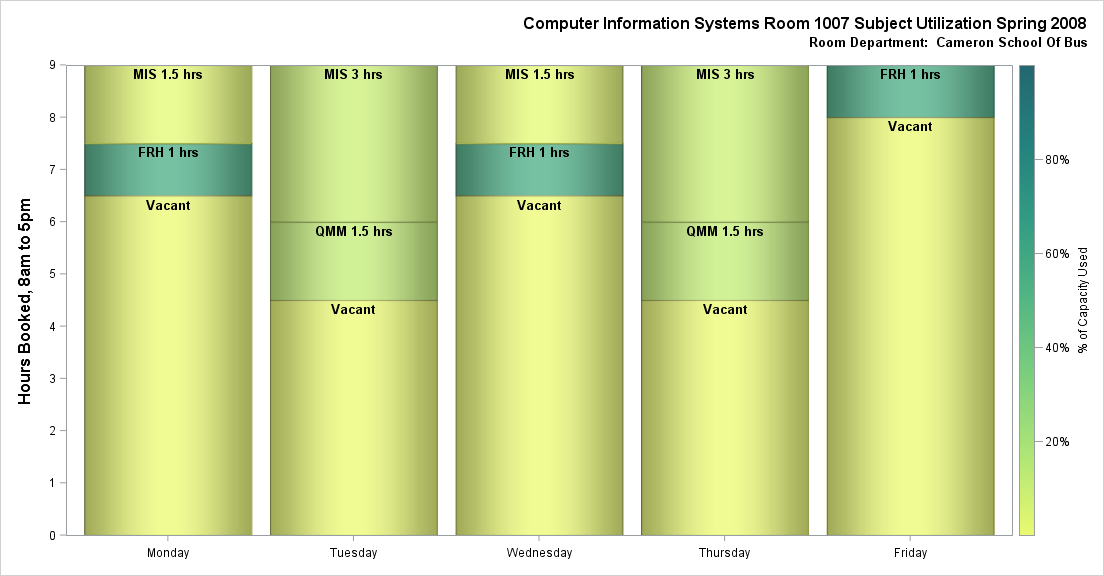 Computer Information Systems Room 1007 Subject Utilization Spring 2008
Room Department: Cameron School Of Bus
Hours Booked, 8am to 5pm
9
8
7
6
5
4
3
2
1
0
MIS 1.5 hrs
FRH 1 hrs
Vacant
MIS 3 hrs
QMM 1.5 hrs
Vacant
MIS 1.5 hrs
FRH 1 hrs
Vacant
MIS 3 hrs
QMM 1.5 hrs
Vacant
FRH 1 hrs
Vacant
Monday
Tuesday
Wednesday
Thursday
Friday
80%
60%
40%
20%
% of Capacity Used